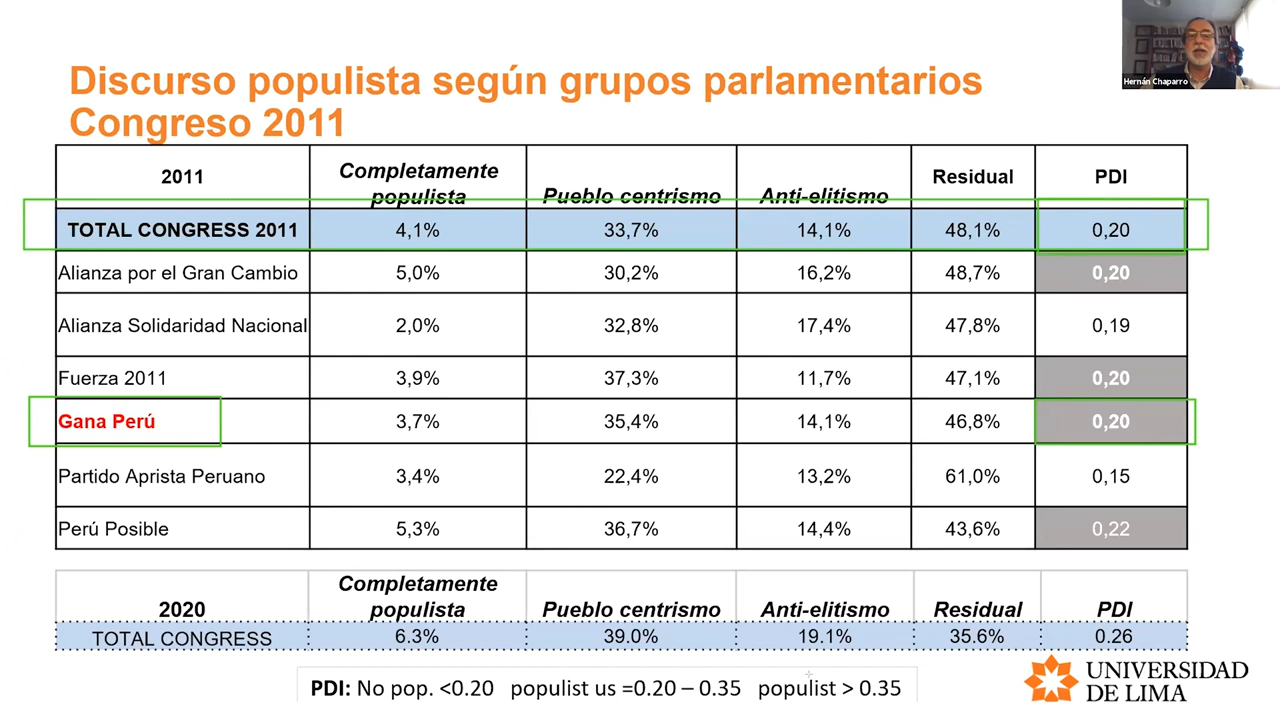 Hernán Chaparro
Discurso populista según grupos parlamentarios
Congreso 2011
2011 Completamente populista Pueblo centrismo Anti-elitismo Residual PDI
TOTAL CONGRESS 2011 4,1% 33,7% 14,1% 48,1% 0,20
Alianza por el Gran Cambio 5,0% 30,2% 16,2% 48,7% 0,20
Alianza Solidaridad Nacional 2,0% 32,8% 17,4% 47,8% 0,19
Fuerza 2011 3,9% 37,3% 11,7% 47,1% 0,20
Gana Perú 3,7% 35,4% 14,1% 46,8% 0,20
Partido Aprista Peruano 3,4% 22,4% 13,2% 61,0% 0,15
Perú Posible 5,3% 36,7% 14,4% 43,6% 0,22
2020 Completamente populista Pueblo centrismo Anti-elitismo Residual PDI
TOTAL CONGRESS 6.3% 39.0% 19.1% 35.6% 0.26
PDI: No pop. <0.20 populist us =0.20 – 0.35 populist > 0.35
UNIVERSIDAD
DE LIMA